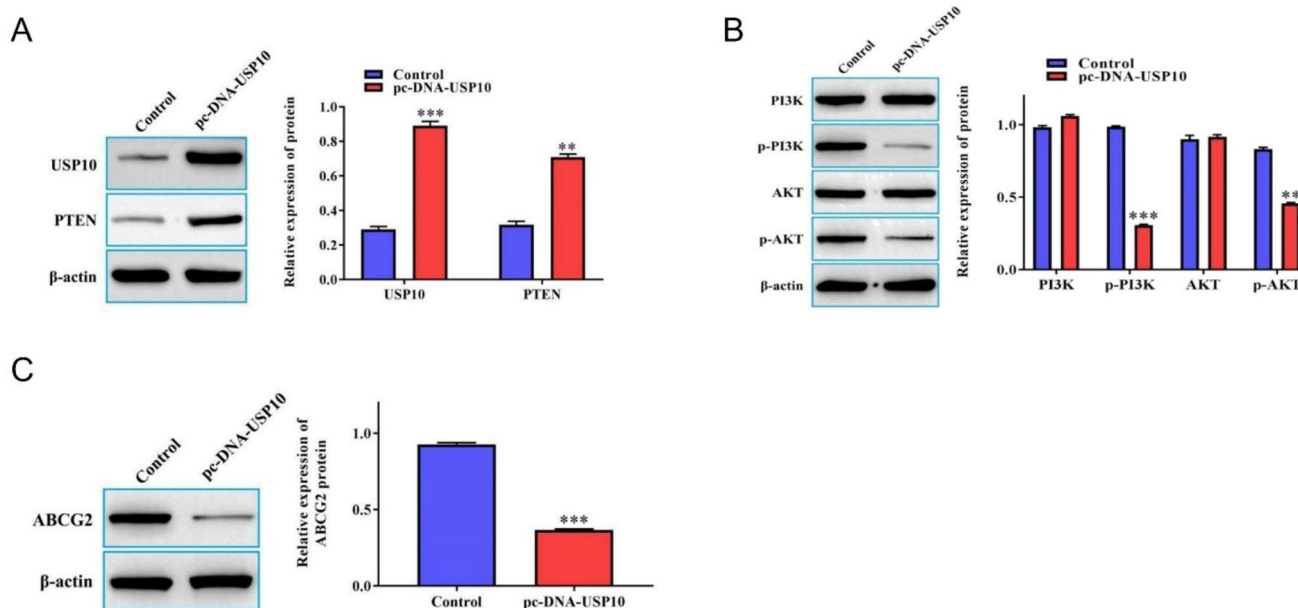 A
Control
pc-DNA-USP10
USP10
PTEN
β-actin
Control
pc-DNA-USP10
Relative expression of protein
1.0
0.8
0.6
0.4
0.2
0.0
***
**
USP10
PTEN
B
Control
pc-DNA-USP10
PI3K
p-PI3K
AKT
p-AKT
β-actin
Control
pc-DNA-USP10
Relative expression of protein
1.0
0.5
0.0
***
**
PI3K
p-PI3K
AKT
p-AKT
C
Control
pc-DNA-USP10
ABCG2
β-actin
Relative expression of
ABCG2 protein
1.0
0.5
0.0
***
Control
pc-DNA-USP10